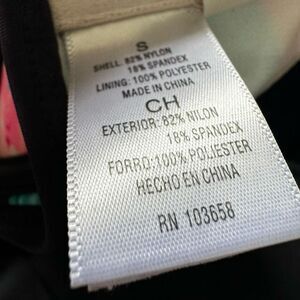 S
SHELL: 82% NYLON
18% SPANDEX
LINING: 100% POLYESTER
MADE IN CHINA
CH
EXTERIOR: 82% NILON
18% SPANDEX
FORRO:100% POLIESTER
HECHO EN CHINA
RN 103658